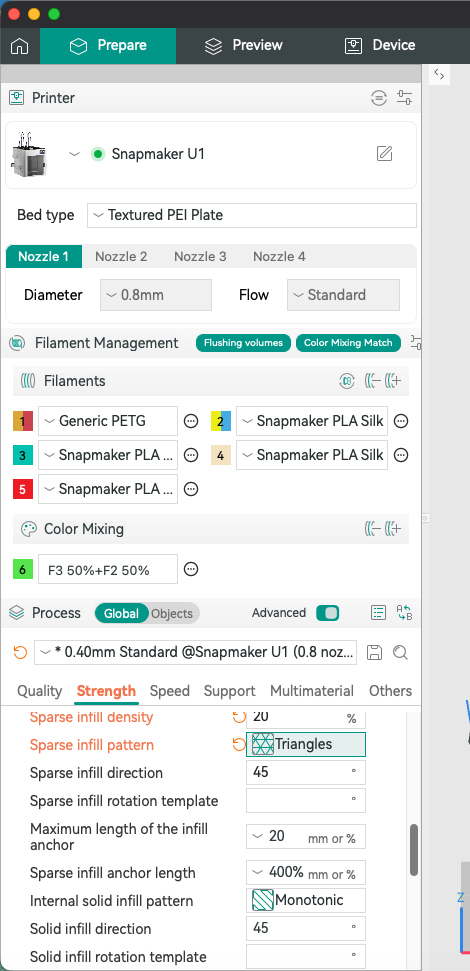 Prepare
Preview
Device
Printer
Snapmaker U1
Bed type
Textured PEI Plate
Nozzle 1
Nozzle 2
Nozzle 3
Nozzle 4
Diameter
0.8mm
Flow
Standard
Filament Management
Flushing volumes
Color Mixing Match
Filaments
1
Generic PETG
2
Snapmaker PLA Silk
3
Snapmaker PLA ...
4
Snapmaker PLA Silk
5
Snapmaker PLA ...
Color Mixing
6
F3 50%+F2 50%
Process
Global
Objects
Advanced
* 0.40mm Standard @Snapmaker U1 (0.8 noz...
Quality
Strength
Speed
Support
Multimaterial
Others
Sparse infill density
20
%
Sparse infill pattern
Triangles
Sparse infill direction
45
°
Sparse infill rotation template
°
Maximum length of the infill
anchor
20
mm or %
Sparse infill anchor length
400%
mm or %
Internal solid infill pattern
Monotonic
Solid infill direction
45
°
Solid infill rotation template
°
Z